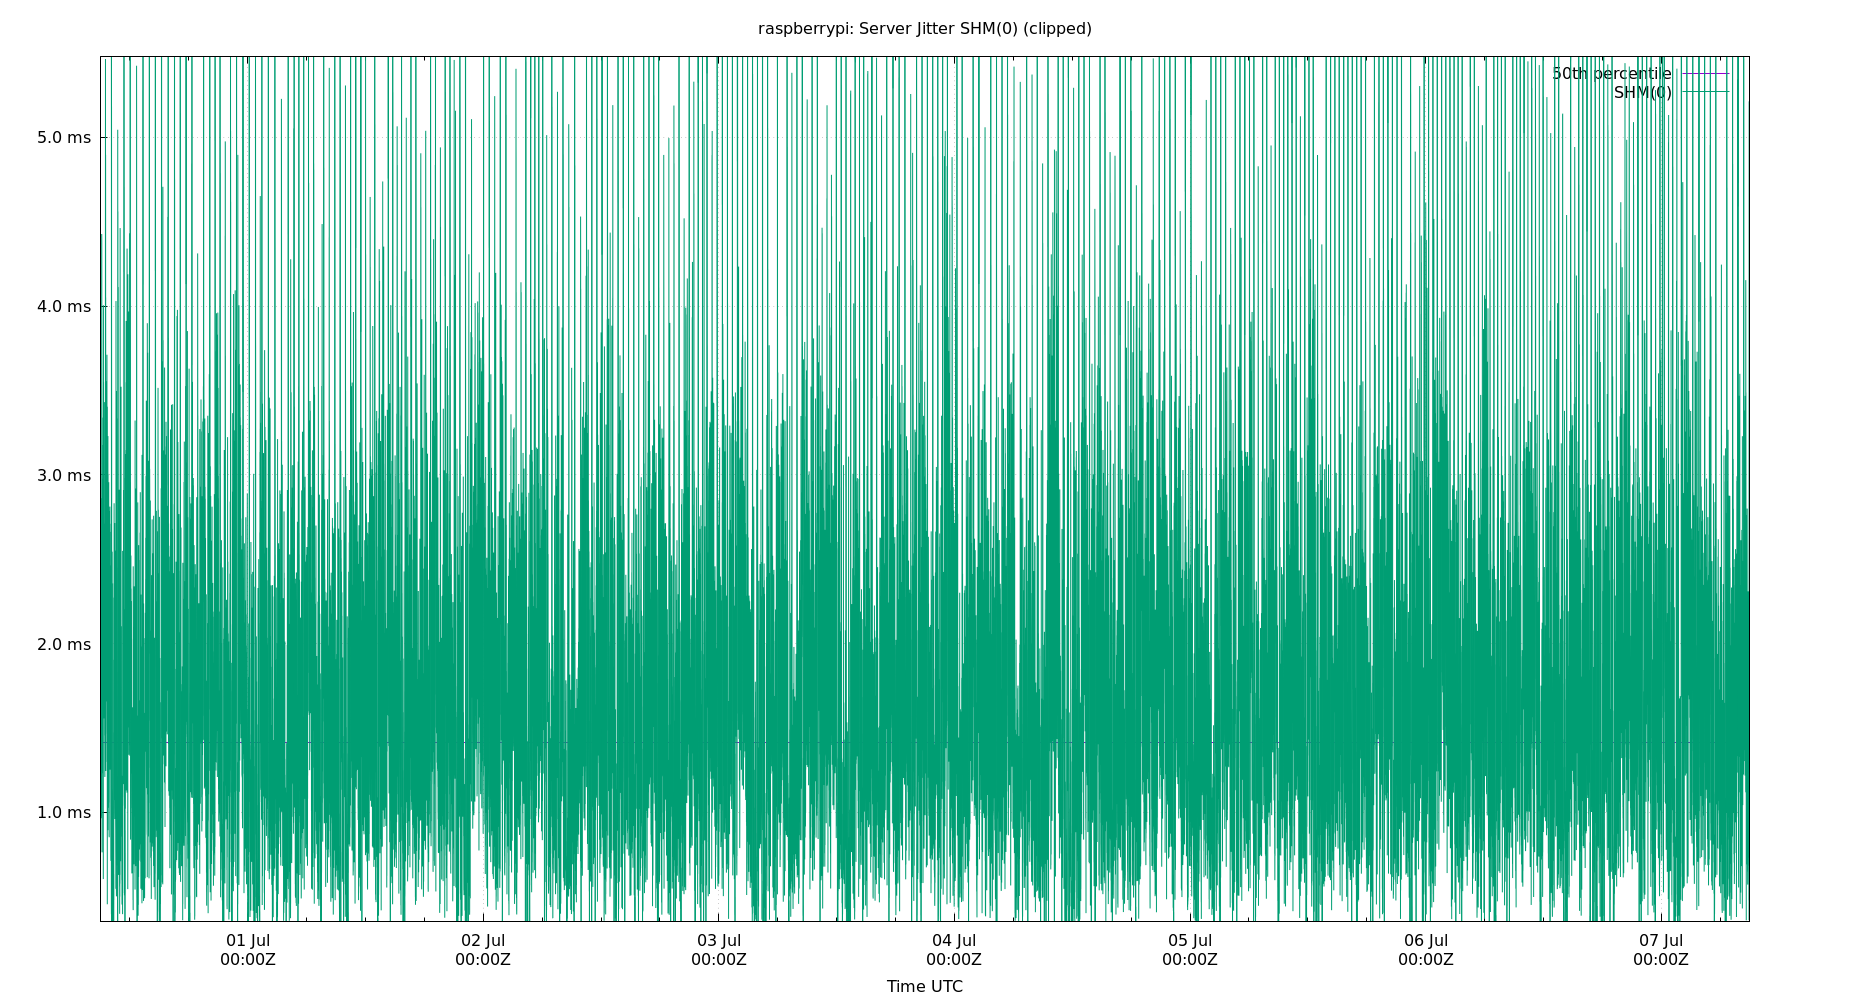 raspberrypi: Server Jitter SHM(0) (clipped)
50th percentile
SHM(0)
5.0 ms
4.0 ms
3.0 ms
2.0 ms
1.0 ms
01 Jul 02 Jul 03 Jul 04 Jul 05 Jul 06 Jul 07 Jul
00:00Z 00:00Z 00:00Z 00:00Z 00:00Z 00:00Z 00:00Z
Time UTC